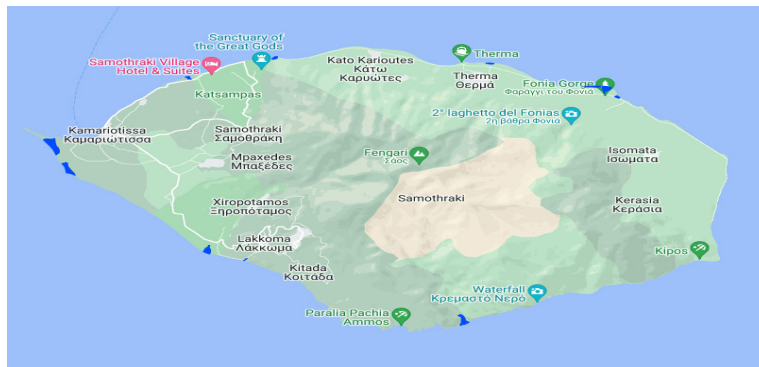 Sanctuary
of the Great Gods
Samothraki Village
Hotel & Suites
Katsampas
Kato Karioutes
Κάτω
Καρυώτες
Therma
Therma
Θερμά
Fonia Gorge
Φαράγγι του Φονιά
2° laghetto del Fonias
2η βάθρα Φονιά
Kamariotissa
Καμαριώτισσα
Samothraki
Σαμοθράκη
Mpaxedes
Μπαξέδες
Fengari
Σάος
Isomata
Ισώματα
Xiropotamos
Ξηροπόταμος
Samothraki
Kerasia
Κεράσια
Lakkoma
Λάκκωμα
Kitada
Κοιτάδα
Kipos
Waterfall
Κρεμαστό Νερό
Paralia Pachia
Ammos